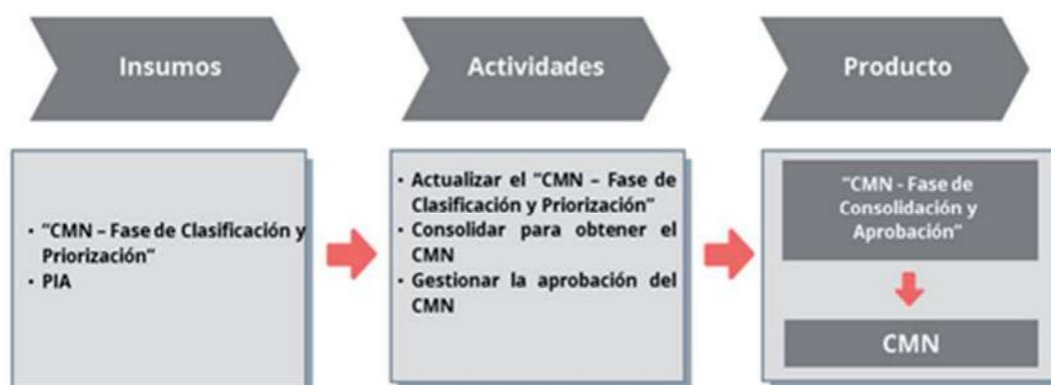 Insumos
Actividades
Producto
• "CMN – Fase de Clasificación y
Priorización"
• PIA
• Actualizar el "CMN – Fase de
Clasificación y Priorización"
• Consolidar para obtener el
CMN
• Gestionar la aprobación del
CMN
"CMN - Fase de
Consolidación y
Aprobación"
CMN